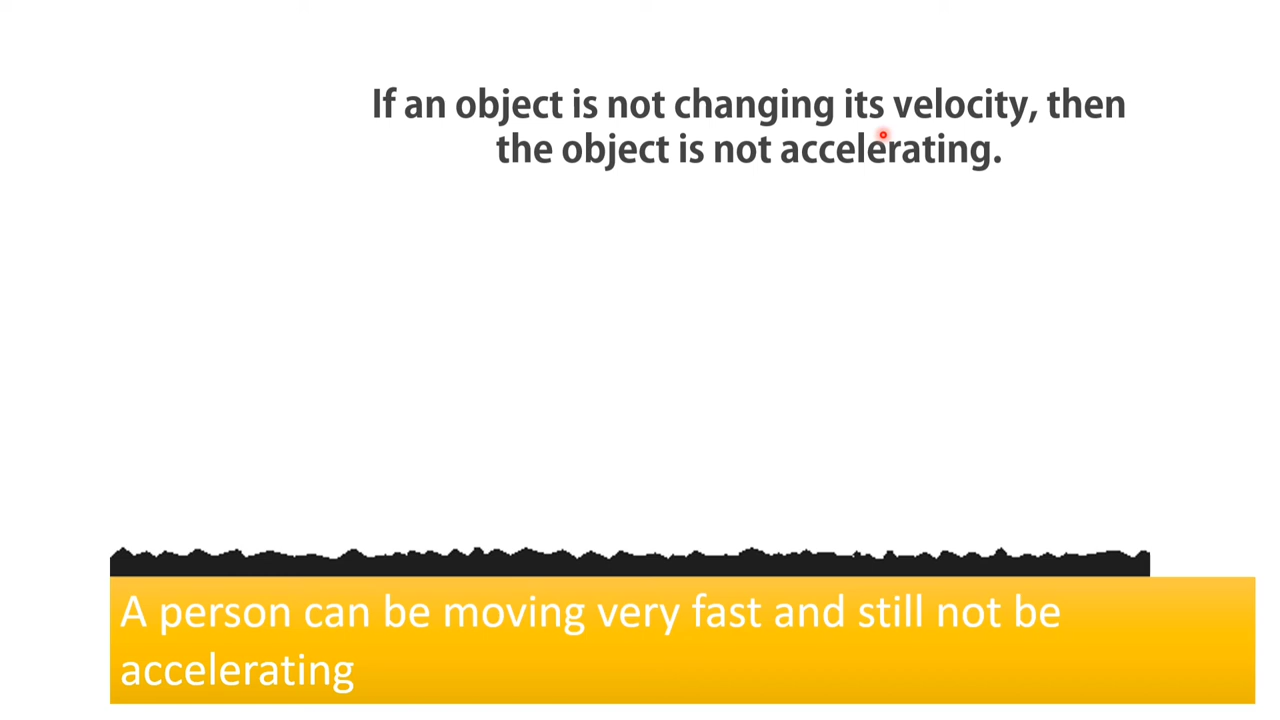 If an object is not changing its velocity, then
the object is not accelerating.
A person can be moving very fast and still not be
accelerating